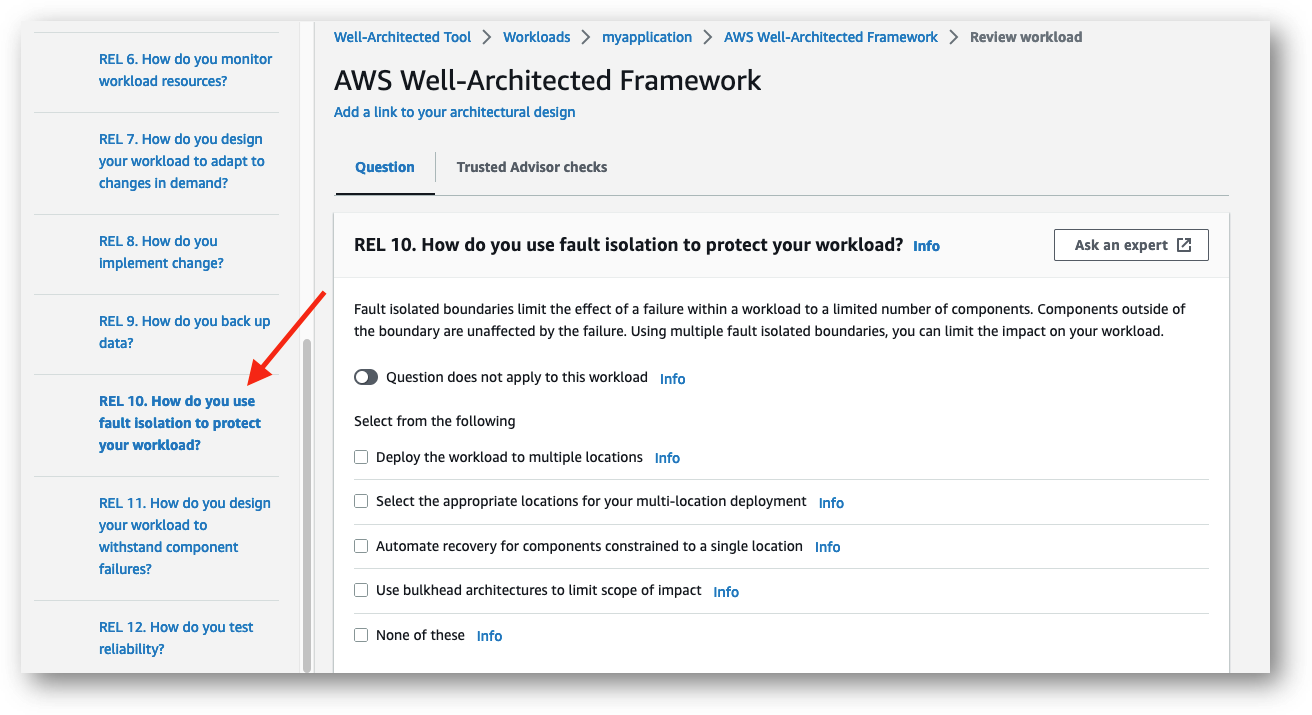 REL 6. How do you monitor
workload resources?
REL 7. How do you design
your workload to adapt to
changes in demand?
REL 8. How do you
implement change?
REL 9. How do you back up
data?
REL 10. How do you use
fault isolation to protect
your workload?
REL 11. How do you design
your workload to
withstand component
failures?
REL 12. How do you test
reliability?
Well-Architected Tool > Workloads > myapplication > AWS Well-Architected Framework > Review workload
AWS Well-Architected Framework
Add a link to your architectural design
Question Trusted Advisor checks
REL 10. How do you use fault isolation to protect your workload? Info Ask an expert
Fault isolated boundaries limit the effect of a failure within a workload to a limited number of components. Components outside of
the boundary are unaffected by the failure. Using multiple fault isolated boundaries, you can limit the impact on your workload.
Question does not apply to this workload Info
Select from the following
Deploy the workload to multiple locations Info
Select the appropriate locations for your multi-location deployment Info
Automate recovery for components constrained to a single location Info
Use bulkhead architectures to limit scope of impact Info
None of these Info